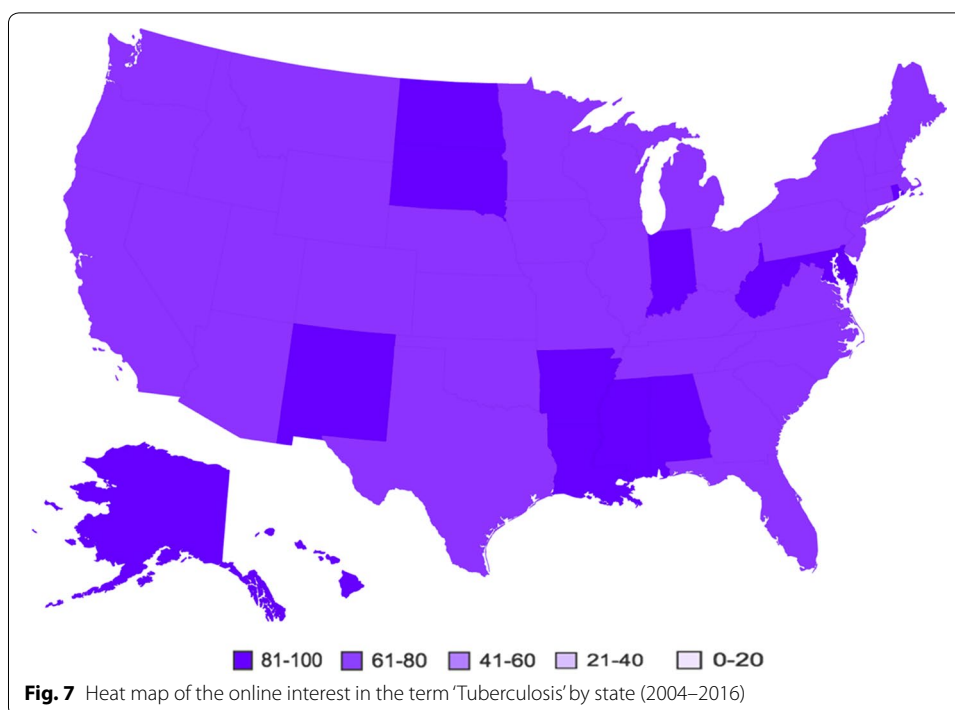 81-100 61-80 41-60 21-40 0-20
Fig. 7 Heat map of the online interest in the term ‘Tuberculosis’ by state (2004–2016)